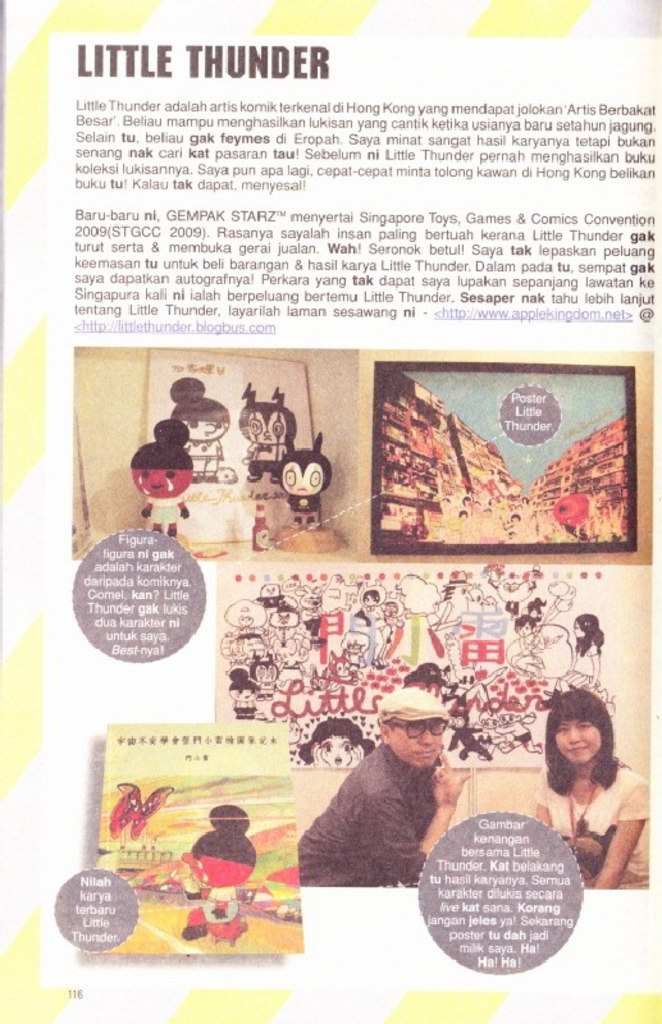 LITTLE THUNDER
Little Thunder adalah artis komik terkenal di Hong Kong yang mendapat jolokan 'Artis Berbakat
Besar'. Beliau mampu menghasilkan lukisan yang cantik ketika usianya baru setahun jagung.
Selain tu, beliau gak feymes di Eropah. Saya minat sangat hasil karyanya tetapi bukan
senang nak cari kat pasaran tau! Sebelum ni Little Thunder pernah menghasilkan buku
koleksi lukisannya. Saya pun apa lagi, cepat-cepat minta tolong kawan di Hong Kong belikan
buku tu! Kalau tak dapat, menyesal!
Baru-baru ni, GEMPAK STARZ™ menyertai Singapore Toys, Games & Comics Convention
2009(STGCC 2009). Rasanya sayalah insan paling bertuah kerana Little Thunder gak
turut serta & membuka gerai jualan. Wah! Seronok betul! Saya tak lepaskan peluang
keemasan tu untuk beli barangan & hasil karya Little Thunder. Dalam pada tu, sempat gak
saya dapatkan autografnya! Perkara yang tak dapat saya lupakan sepanjang lawatan ke
Singapura kali ni ialah berpeluang bertemu Little Thunder. Sesaper nak tahu lebih lanjut
tentang Little Thunder, layarilah laman sesawang ni - <http://www.applekingdom.net> @
<http://littlethunder.blogbus.com
Poster
Little
Thunder.
Little Thunder
Figura-
figura ni gak
adalah karakter
daripada komiknya.
Comel, kan? Little
Thunder gak lukis
dua karakter ni
untuk saya.
Best-nya!
門小雷
Little Thunder
門小雷
Nilah
karya
terbaru
Little
Thunder.
Gambar
kenangan
bersama Little
Thunder. Kat belakang
tu hasil karyanya. Semua
karakter dilukis secara
live kat sana. Korang
jangan jeles ya! Sekarang
poster tu dah jadi
milik saya. Ha!
Ha! Ha!
116